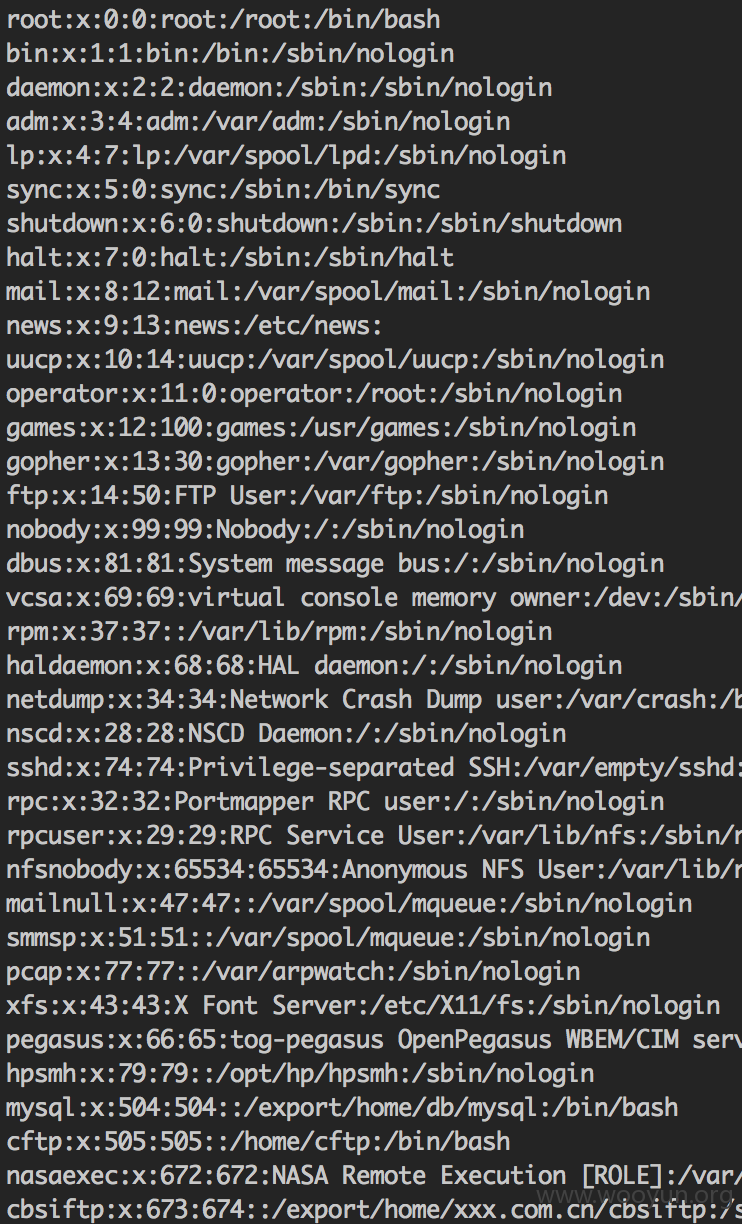 root:x:0:0:root:/root:/bin/bash
bin:x:1:1:bin:/bin:/sbin/nologin
daemon:x:2:2:daemon:/sbin:/sbin/nologin
adm:x:3:4:adm:/var/adm:/sbin/nologin
lp:x:4:7:lp:/var/spool/lpd:/sbin/nologin
sync:x:5:0:sync:/sbin:/bin/sync
shutdown:x:6:0:shutdown:/sbin:/sbin/shutdown
halt:x:7:0:halt:/sbin:/sbin/halt
mail:x:8:12:mail:/var/spool/mail:/sbin/nologin
news:x:9:13:news:/etc/news:
uucp:x:10:14:uucp:/var/spool/uucp:/sbin/nologin
operator:x:11:0:operator:/root:/sbin/nologin
games:x:12:100:games:/usr/games:/sbin/nologin
gopher:x:13:30:gopher:/var/gopher:/sbin/nologin
ftp:x:14:50:FTP User:/var/ftp:/sbin/nologin
nobody:x:99:99:Nobody:/:/sbin/nologin
dbus:x:81:81:System message bus:/:/sbin/nologin
vcsa:x:69:69:virtual console memory owner:/dev:/sbin/
rpm:x:37:37::/var/lib/rpm:/sbin/nologin
haldaemon:x:68:68:HAL daemon:/:/sbin/nologin
netdump:x:34:34:Network Crash Dump user:/var/crash:/b
nscd:x:28:28:NSCD Daemon:/:/sbin/nologin
sshd:x:74:74:Privilege-separated SSH:/var/empty/sshd:
rpc:x:32:32:Portmapper RPC user:/:/sbin/nologin
rpcuser:x:29:29:RPC Service User:/var/lib/nfs:/sbin/n
nfsnobody:x:65534:65534:Anonymous NFS User:/var/lib/n
mailnull:x:47:47::/var/spool/mqueue:/sbin/nologin
smmsp:x:51:51::/var/spool/mqueue:/sbin/nologin
pcap:x:77:77::/var/arpwatch:/sbin/nologin
xfs:x:43:43:X Font Server:/etc/X11/fs:/sbin/nologin
pegasus:x:66:65:tog-pegasus OpenPegasus WBEM/CIM serv
hpsmh:x:79:79::/opt/hp/hpsmh:/sbin/nologin
mysql:x:504:504::/export/home/db/mysql:/bin/bash
cftp:x:505:505::/home/cftp:/bin/bash
nasaexec:x:672:672:NASA Remote Execution [ROLE]:/var/
www.wooyun.org
cbsiftp:x:673:674::/export/home/xxx.com.cn/cbsiftp:/s